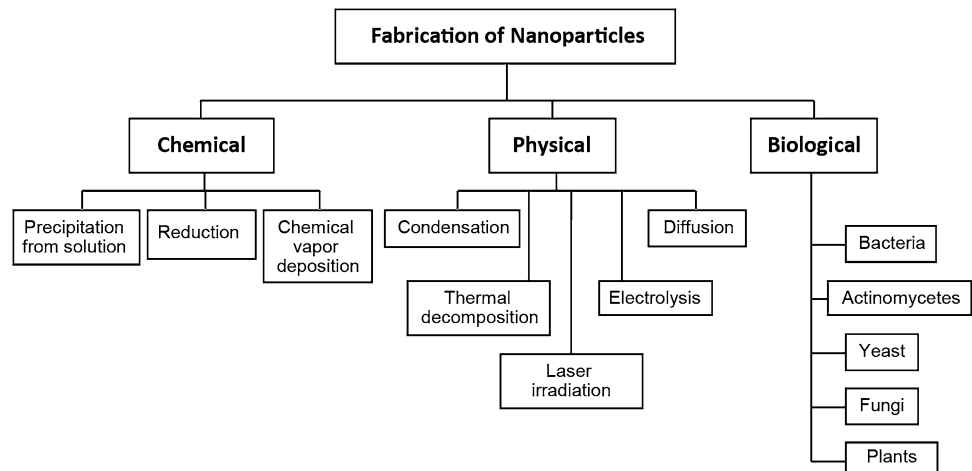 Fabrication of Nanoparticles
Chemical
Physical
Biological
Precipitation
from solution
Reduction
Chemical
vapor
deposition
Condensation
Diffusion
Thermal
decomposition
Electrolysis
Laser
irradiation
Bacteria
Actinomycetes
Yeast
Fungi
Plants